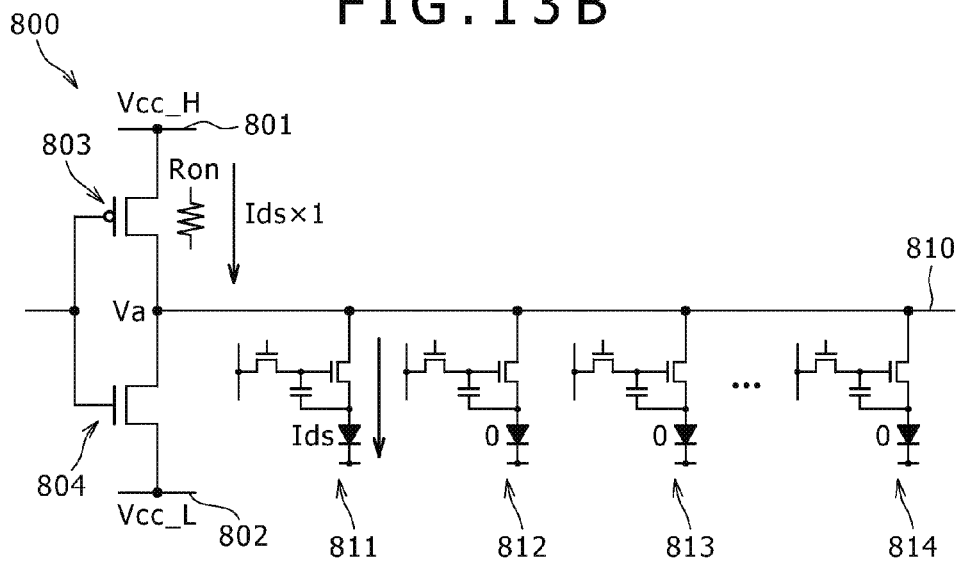 FIG.13B
800
Vcc_H
801
803
Ron
Ids×1
810
Va
Ids
0
0
...
0
804
Vcc_L
802
811
812
813
814